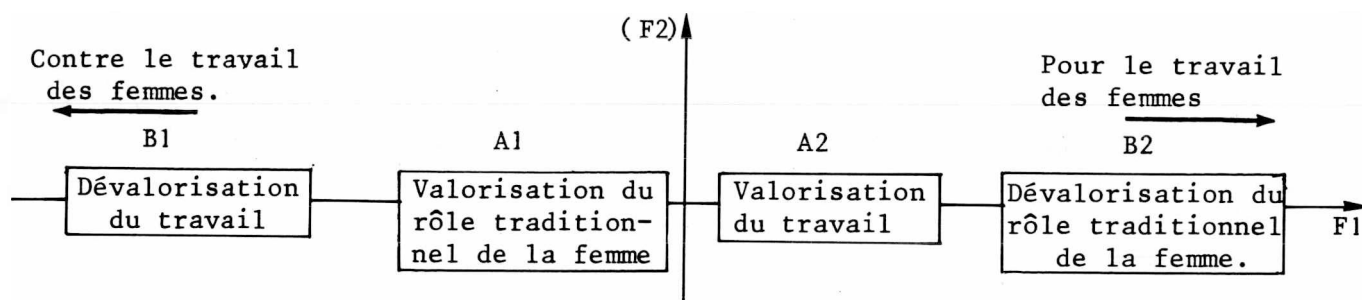 (F2)
Contre le travail
des femmes.
Pour le travail
des femmes
B1
A1
A2
B2
Dévalorisation
du travail
Valorisation du
rôle tradition-
nel de la femme
Valorisation
du travail
Dévalorisation du
rôle traditionnel
de la femme.
F1